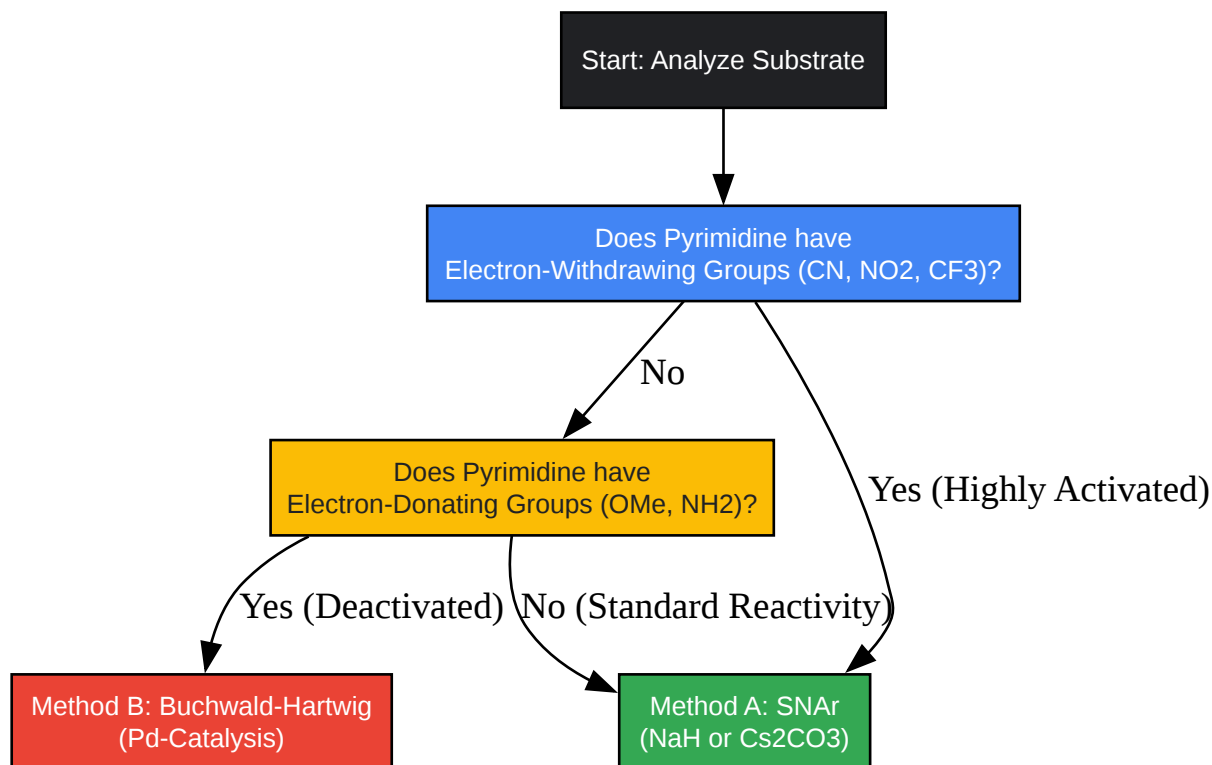 Start: Analyze Substrate
Does Pyrimidine have
Electron-Withdrawing Groups (CN, NO2, CF3)?
No
Does Pyrimidine have
Electron-Donating Groups (OMe, NH2)?
Yes (Highly Activated)
Yes (Deactivated)
No (Standard Reactivity)
Method B: Buchwald-Hartwig
(Pd-Catalysis)
Method A: SNAr
(NaH or Cs2CO3)